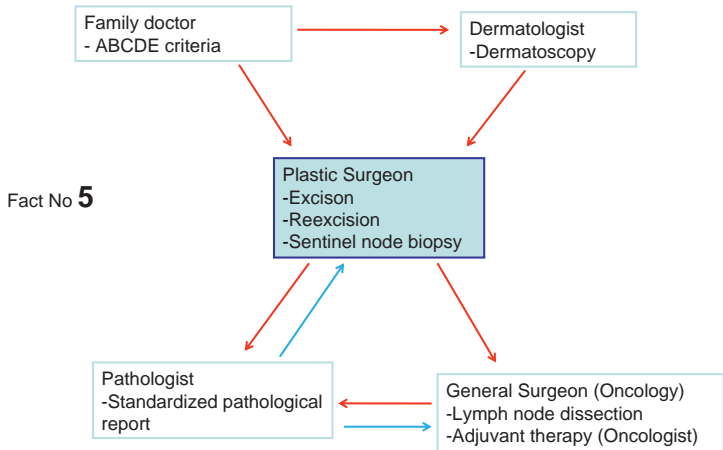 Family doctor
- ABCDE criteria
Dermatologist
-Dermatoscopy
Fact No 5
Plastic Surgeon
-Excison
-Reexcision
-Sentinel node biopsy
Pathologist
-Standardized pathological
report
General Surgeon (Oncology)
-Lymph node dissection
-Adjuvant therapy (Oncologist)